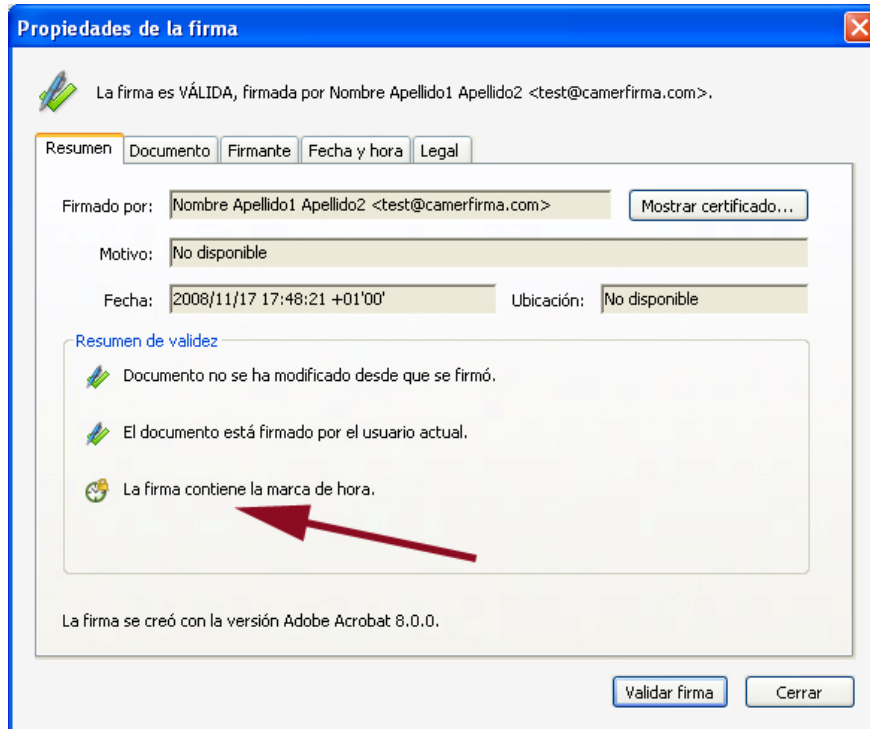 Propiedades de la firma
La firma es VÁLIDA, firmada por Nombre Apellido1 Apellido2 <test@camerfirma.com>.
Resumen Documento Firmante Fecha y hora Legal
Firmado por: Nombre Apellido1 Apellido2 <test@camerfirma.com> Mostrar certificado...
Motivo: No disponible
Fecha: 2008/11/17 17:48:21 +01'00' Ubicación: No disponible
Resumen de validez
Documento no se ha modificado desde que se firmó.
El documento está firmado por el usuario actual.
La firma contiene la marca de hora.
La firma se creó con la versión Adobe Acrobat 8.0.0.
Validar firma Cerrar